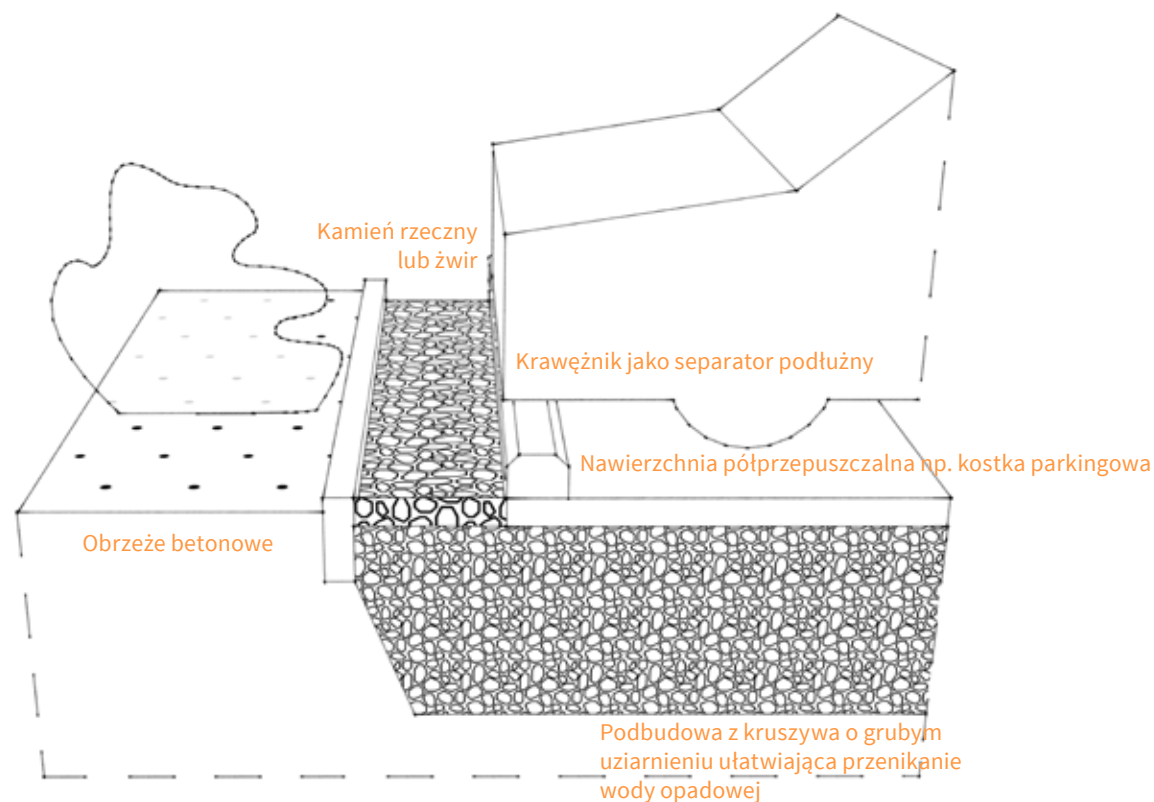 Kamień rzeczny
lub żwir
Krawężnik jako separator podłużny
Nawierzchnia półprzepuszczalna np. kostka parkingowa
Obrzeże betonowe
Podbudowa z kruszywa o grubym
uziarnieniu ułatwiająca przenikanie
wody opadowej